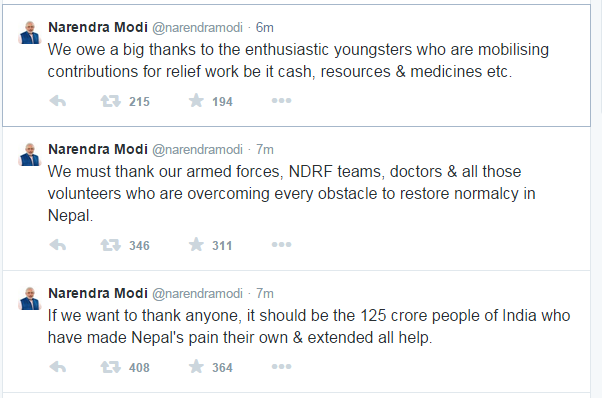 Narendra Modi @narendramodi · 6m
We owe a big thanks to the enthusiastic youngsters who are mobilising
contributions for relief work be it cash, resources & medicines etc.
215 194
Narendra Modi @narendramodi · 7m
We must thank our armed forces, NDRF teams, doctors & all those
volunteers who are overcoming every obstacle to restore normalcy in
Nepal.
346 311
Narendra Modi @narendramodi · 7m
If we want to thank anyone, it should be the 125 crore people of India who
have made Nepal's pain their own & extended all help.
408 364